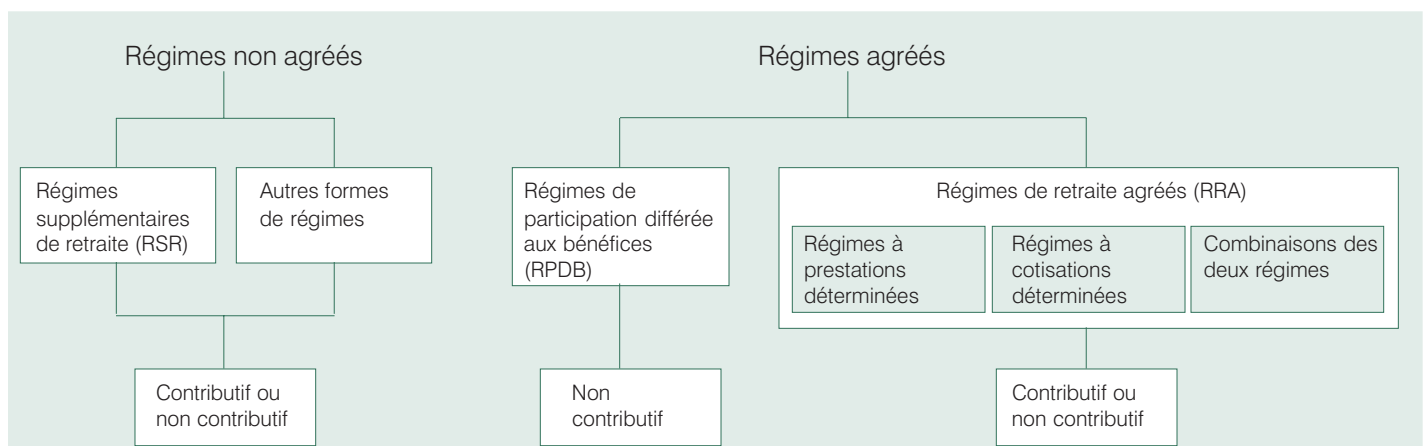 Régimes non agréés
Régimes agréés
Régimes
supplémentaires
de retraite (RSR)
Autres formes
de régimes
Régimes de
participation différée
aux bénéfices
(RPDB)
Régimes de retraite agréés (RRA)
Régimes à
prestations
déterminées
Régimes à
cotisations
déterminées
Combinaisons des
deux régimes
Contributif ou
non contributif
Non
contributif
Contributif ou
non contributif